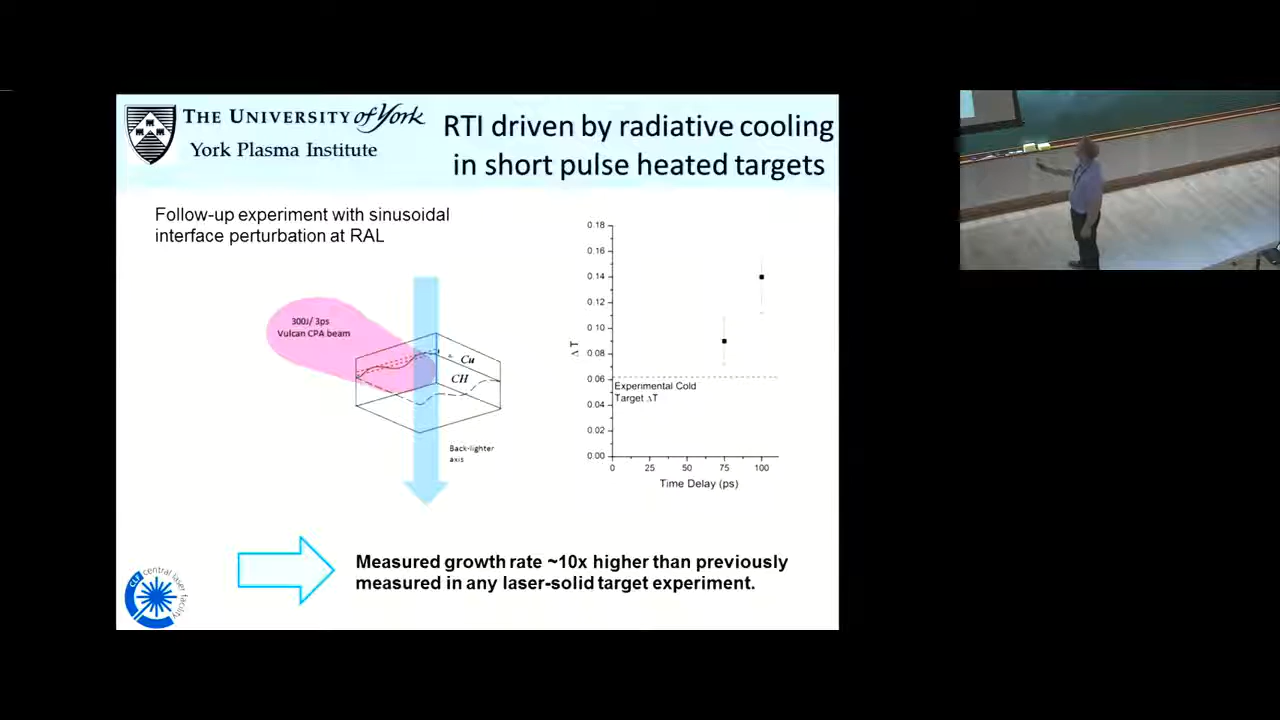 THE UNIVERSITY of York
York Plasma Institute
RTI driven by radiative cooling
in short pulse heated targets
Follow-up experiment with sinusoidal
interface perturbation at RAL
300J/ 3ps
Vulcan CPA beam
Cu
CH
Back-lighter
axis
0.18
0.16
0.14
0.12
0.10
0.08
0.06
0.04
0.02
0.00
Δ T
Experimental Cold
Target ΔT
0 25 50 75 100
Time Delay (ps)
Measured growth rate ~10x higher than previously
measured in any laser-solid target experiment.
CLF central laser facility